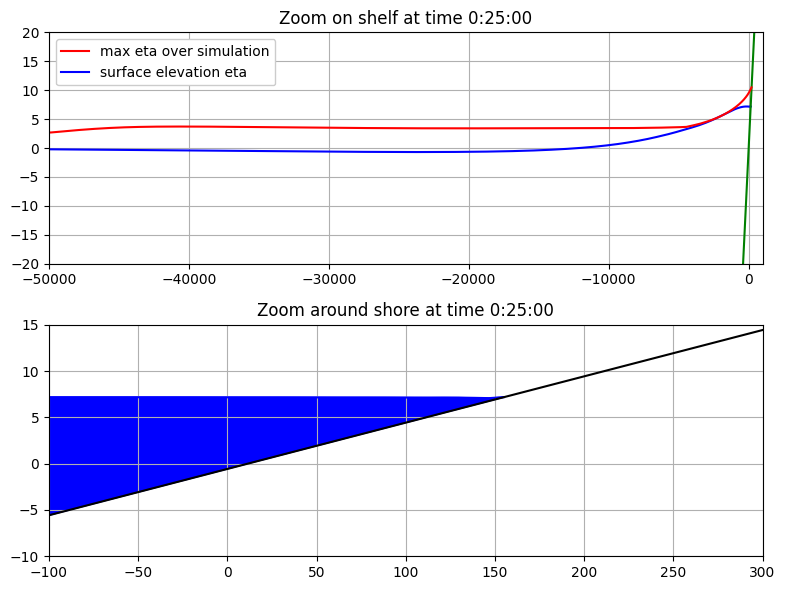 Zoom on shelf at time 0:25:00
20
15
10
5
0
−5
−10
−15
−20
max eta over simulation
surface elevation eta
−50000 −40000 −30000 −20000 −10000 0
Zoom around shore at time 0:25:00
15
10
5
0
−5
−10
−100 −50 0 50 100 150 200 250 300